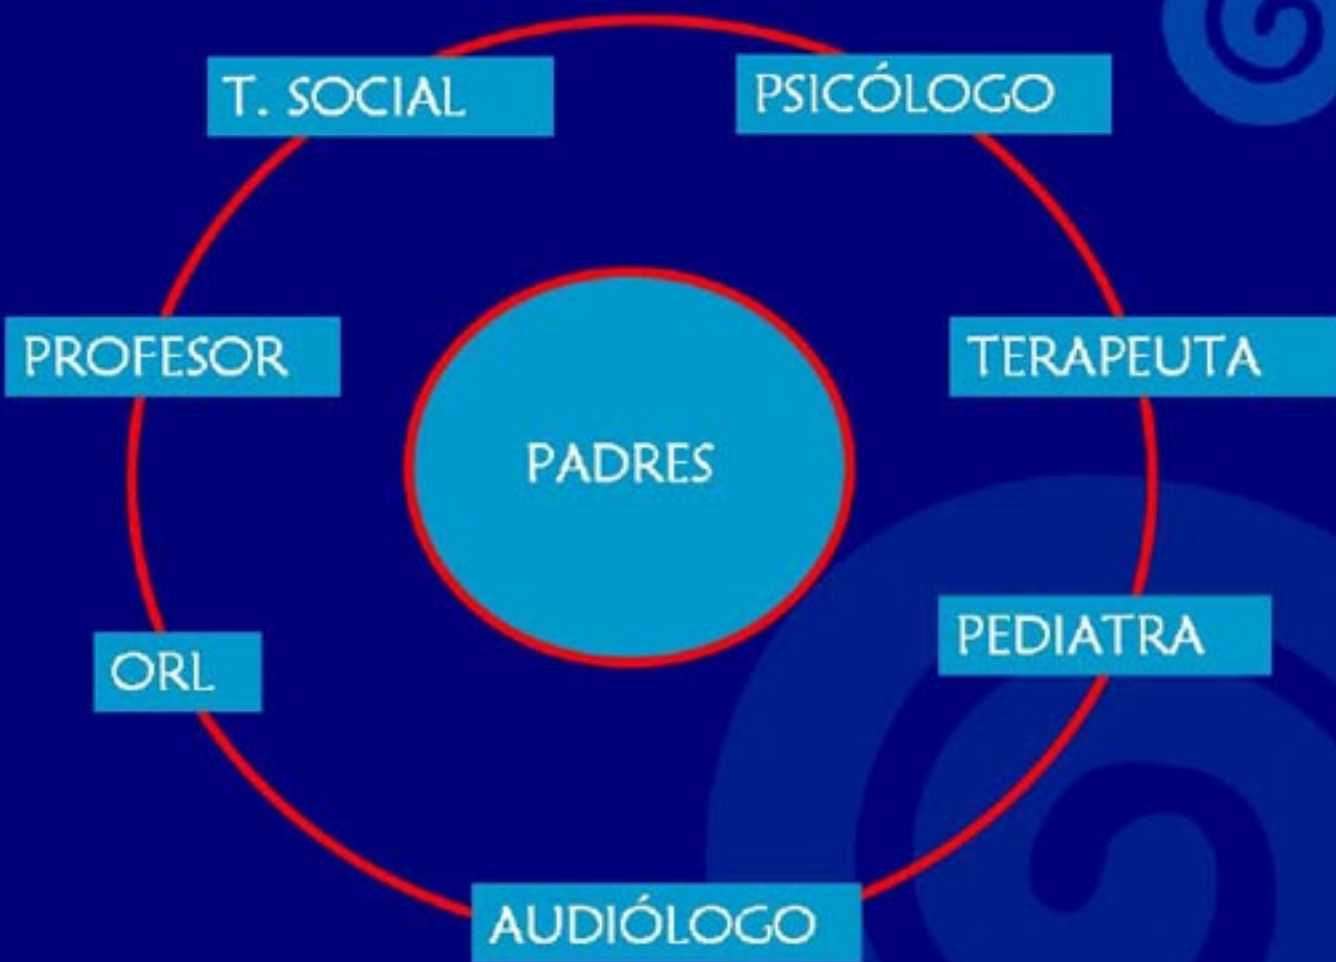 T. SOCIAL
PSICÓLOGO
PROFESOR
TERAPEUTA
PADRES
ORL
PEDIATRA
AUDIÓLOGO